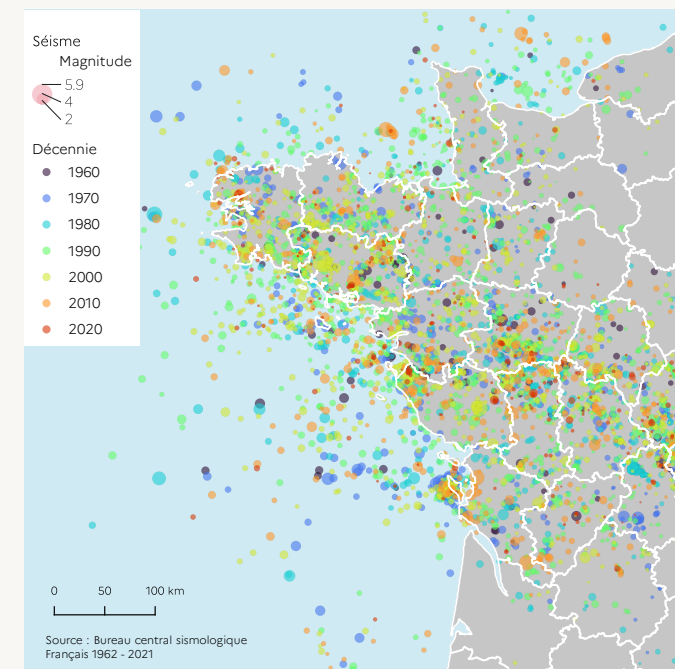 Séisme
Magnitude
5.9
4
2
Décennie
1960
1970
1980
1990
2000
2010
2020
0 50 100 km
Source : Bureau central sismologique
Français 1962 - 2021